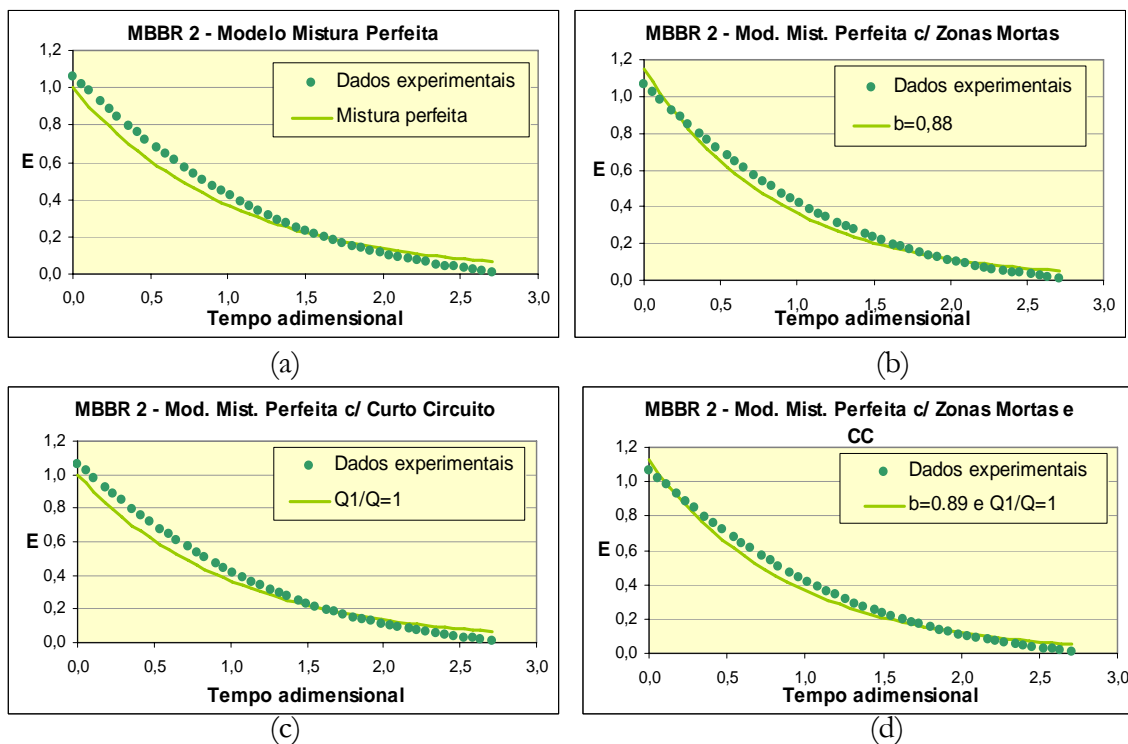 MBBR 2 - Modelo Mistura Perfeita
1,2
1,0
0,8
E 0,6
0,4
0,2
0,0
0,0 0,5 1,0 1,5 2,0 2,5 3,0
Tempo adimensional
Dados experimentais
Mistura perfeita
(a)
MBBR 2 - Mod. Mist. Perfeita c/ Zonas Mortas
1,2
1,0
0,8
E 0,6
0,4
0,2
0,0
0,0 0,5 1,0 1,5 2,0 2,5 3,0
Tempo adimensional
Dados experimentais
b=0,88
(b)
MBBR 2 - Mod. Mist. Perfeita c/ Curto Circuito
1,2
1,0
0,8
E 0,6
0,4
0,2
0,0
0,0 0,5 1,0 1,5 2,0 2,5 3,0
Tempo adimensional
Dados experimentais
Q1/Q=1
(c)
MBBR 2 - Mod. Mist. Perfeita c/ Zonas Mortas e
CC
1,2
1,0
0,8
E 0,6
0,4
0,2
0,0
0,0 0,5 1,0 1,5 2,0 2,5 3,0
Tempo adimensional
Dados experimentais
b=0.89 e Q1/Q=1
(d)